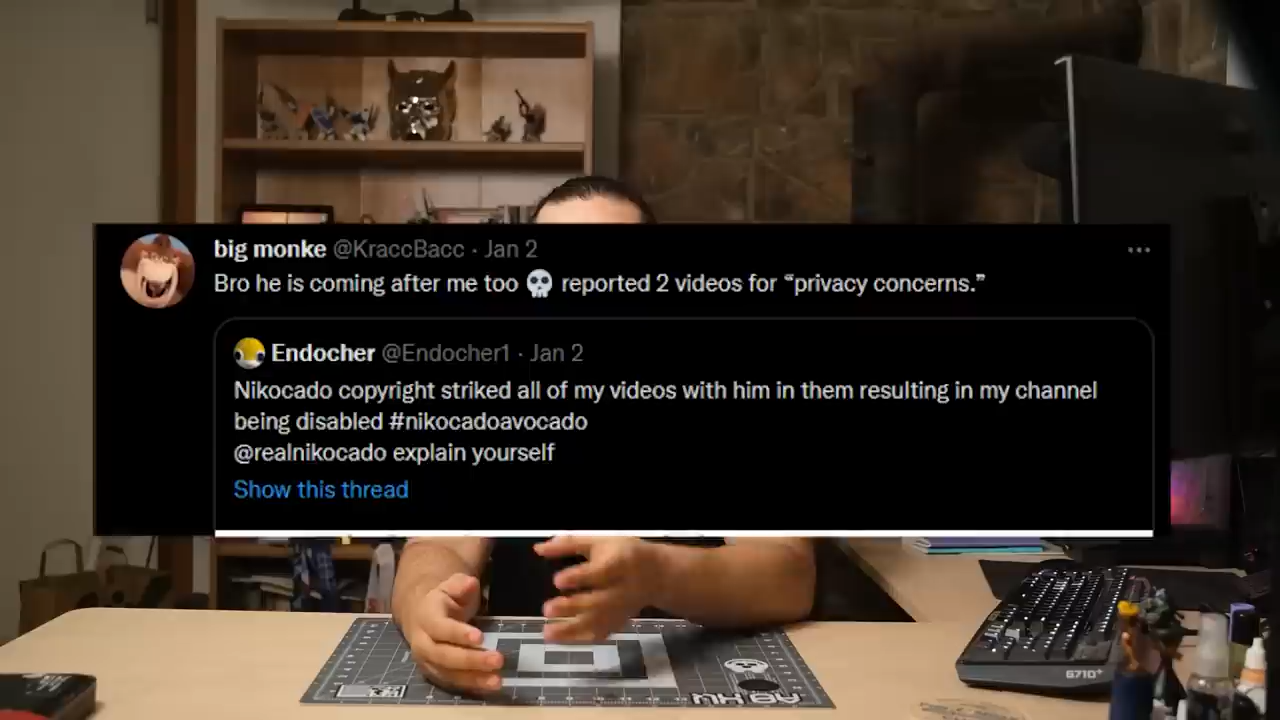 big monke @KraccBacc · Jan 2
Bro he is coming after me too 💀 reported 2 videos for “privacy concerns.”
Endocher @Endocher1 · Jan 2
Nikocado copyright striked all of my videos with him in them resulting in my channel
being disabled #nikocadoavocado
@realnikocado explain yourself
Show this thread
G710+